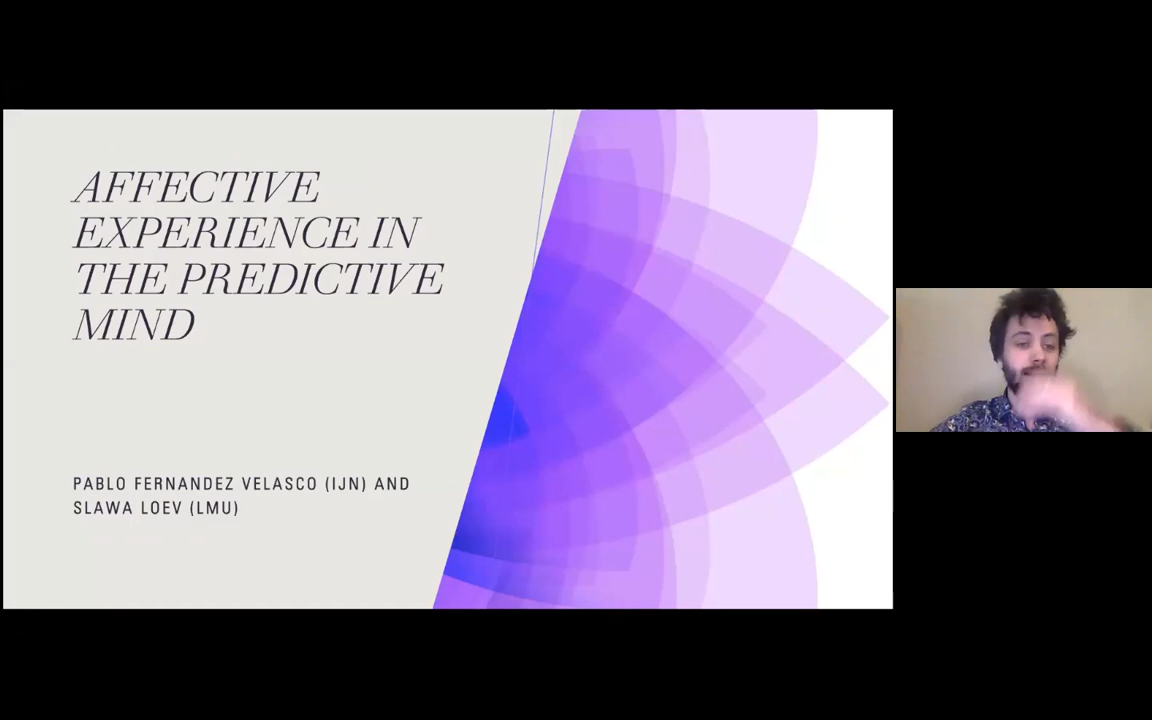 AFFECTIVE
EXPERIENCE IN
THE PREDICTIVE
MIND
PABLO FERNANDEZ VELASCO (IJN) AND
SLAWA LOEV (LMU)